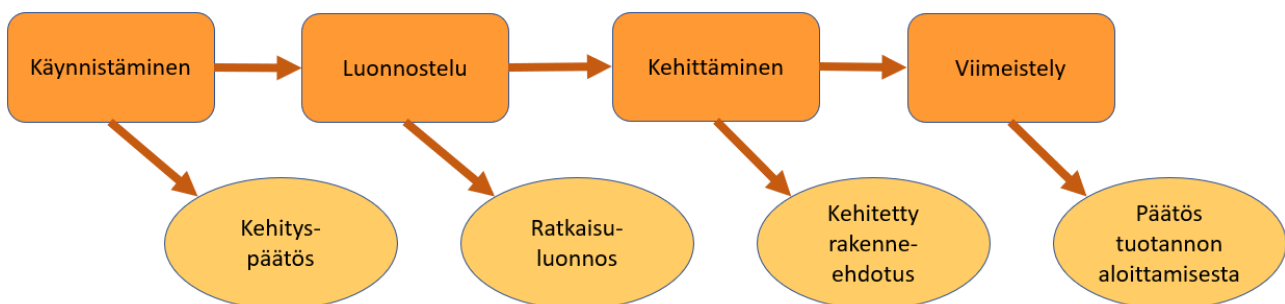 Käynnistäminen
Luonnostelu
Kehittäminen
Viimeistely
Kehitys-
päätös
Ratkaisu-
luonnos
Kehitetty
rakenne-
ehdotus
Päätös
tuotannon
aloittamisesta